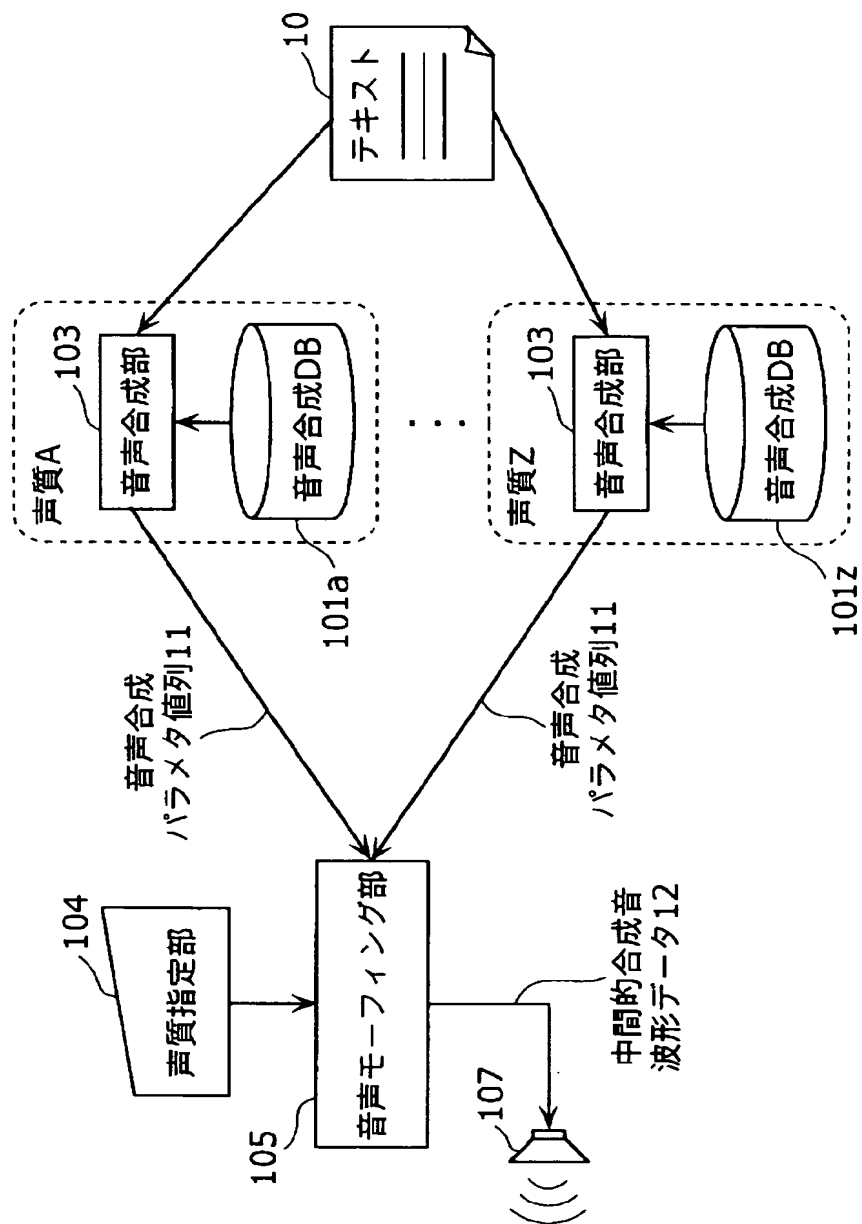 10
テキスト
声質A
103
音声合成部
音声合成DB
101a
・・・
声質Z
103
音声合成部
音声合成DB
101z
音声合成
パラメタ値列11
音声合成
パラメタ値列11
104
声質指定部
105
音声モーフィング部
中間的合成音
波形データ12
107